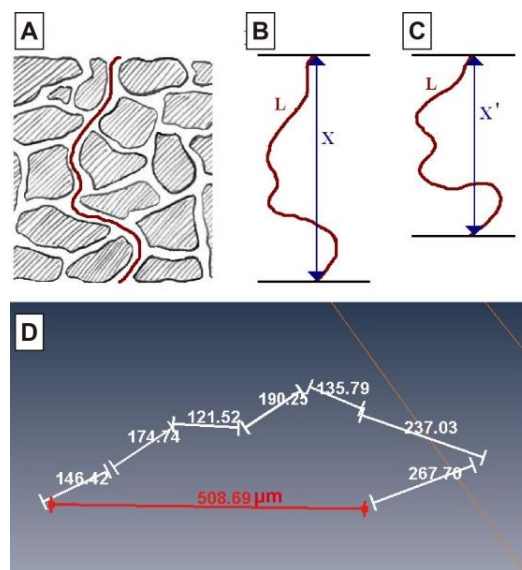 A
B
C
L
X
L
X'
D
135.79
190.25
121.52
237.03
174.74
267.70
146.42
508.69 μm